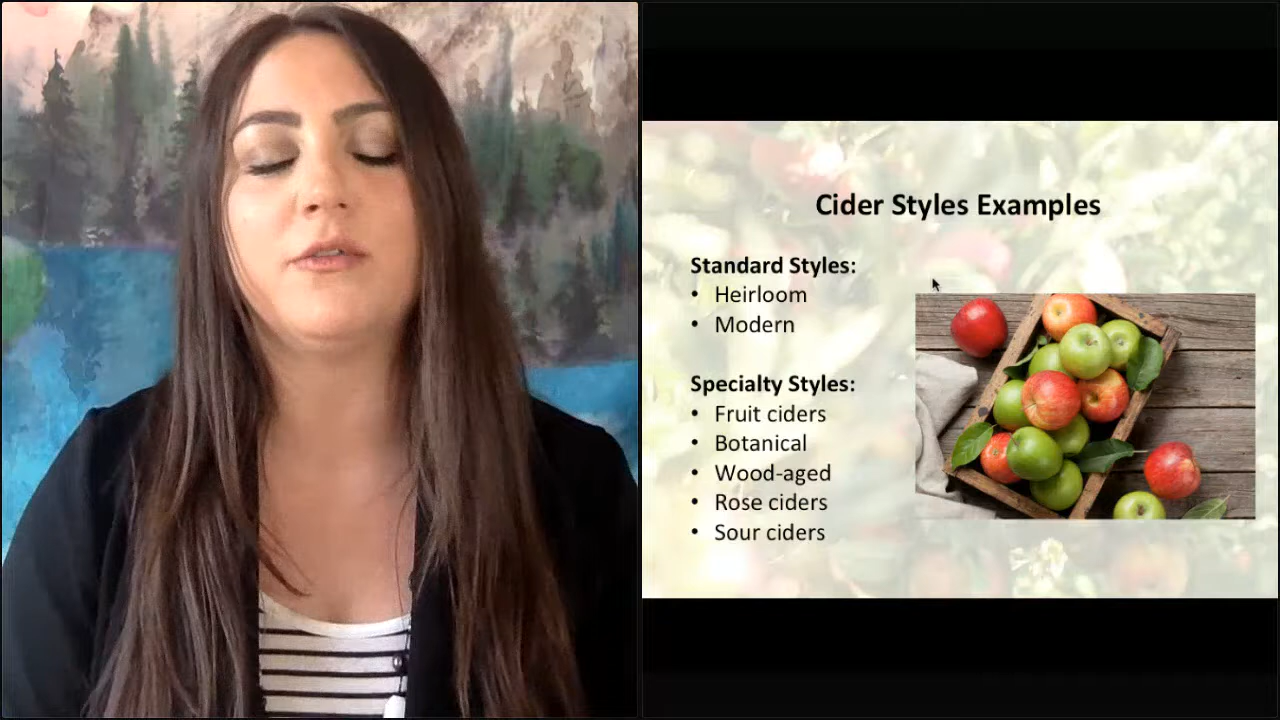 Cider Styles Examples
Standard Styles:
• Heirloom
• Modern
Specialty Styles:
• Fruit ciders
• Botanical
• Wood-aged
• Rose ciders
• Sour ciders